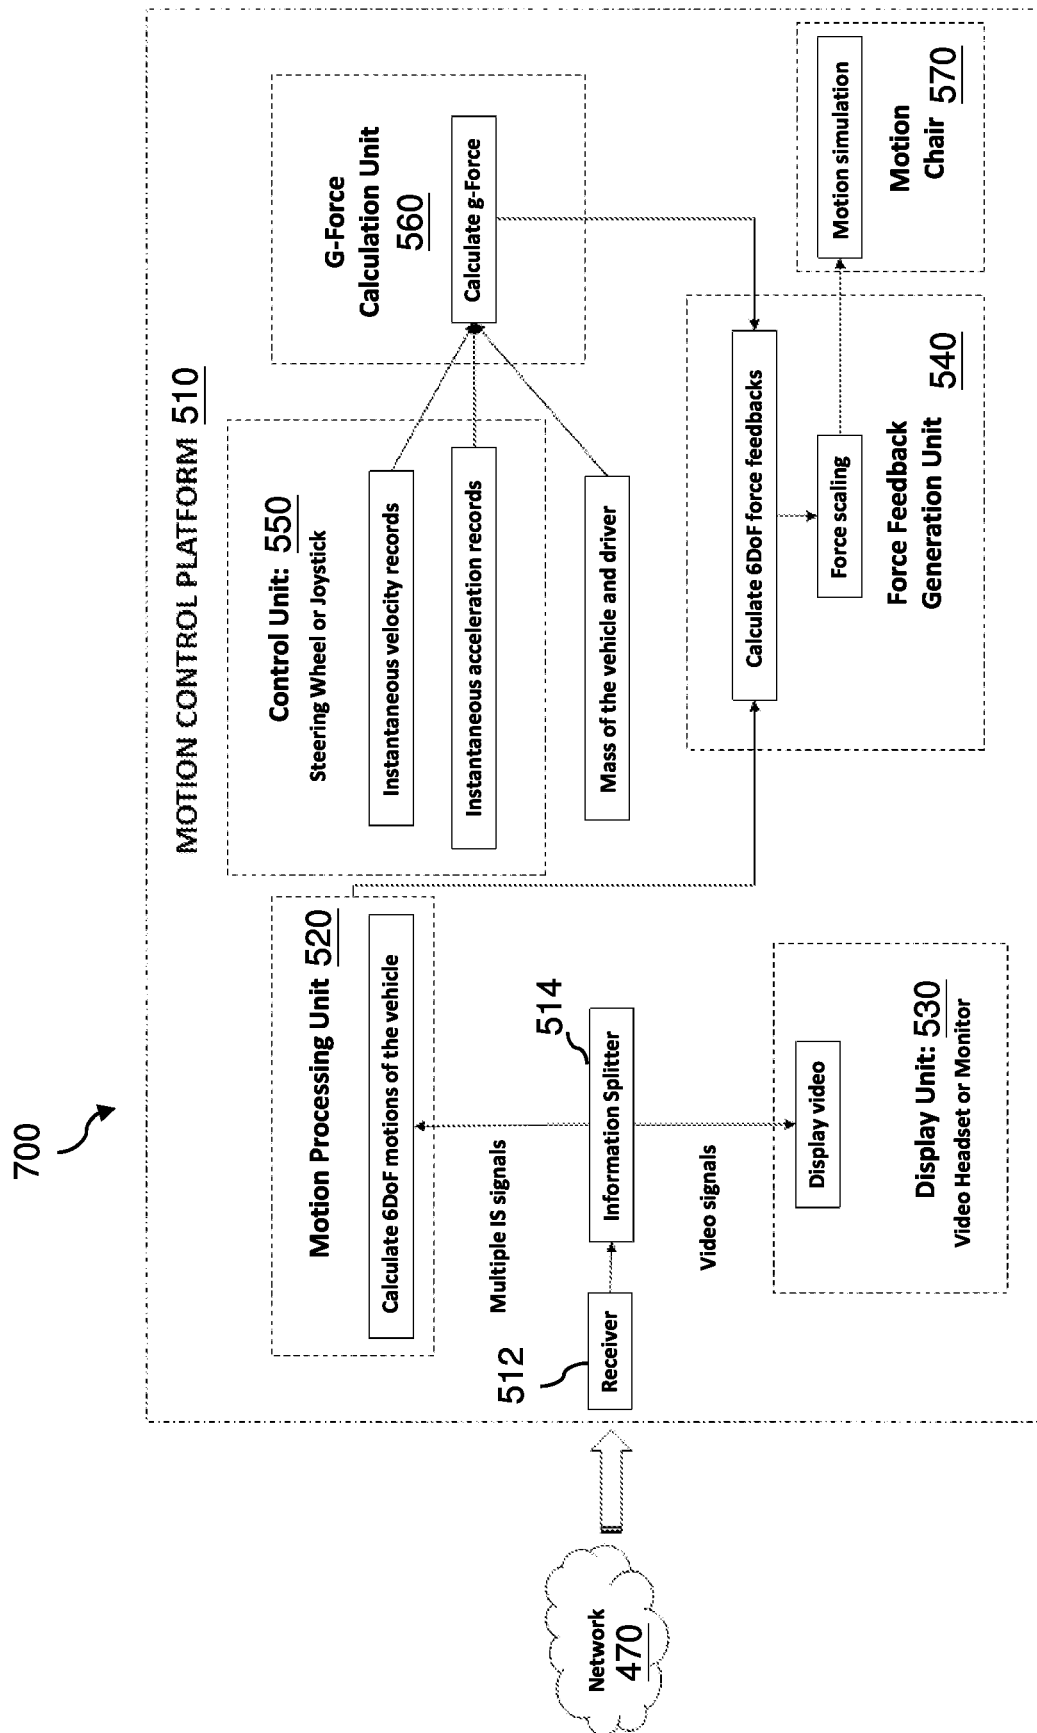 700
MOTION CONTROL PLATFORM 510
Motion Processing Unit 520
Calculate 6DoF motions of the vehicle
Control Unit: 550
Steering Wheel or Joystick
Instantaneous velocity records
Instantaneous acceleration records
Mass of the vehicle and driver
G-Force
Calculation Unit
560
Calculate g-Force
Network
470
512
Receiver
514
Information Splitter
Multiple IS signals
Video signals
Display video
Display Unit: 530
Video Headset or Monitor
Calculate 6DoF force feedbacks
Force scaling
Force Feedback
Generation Unit 540
Motion simulation
Motion
Chair 570